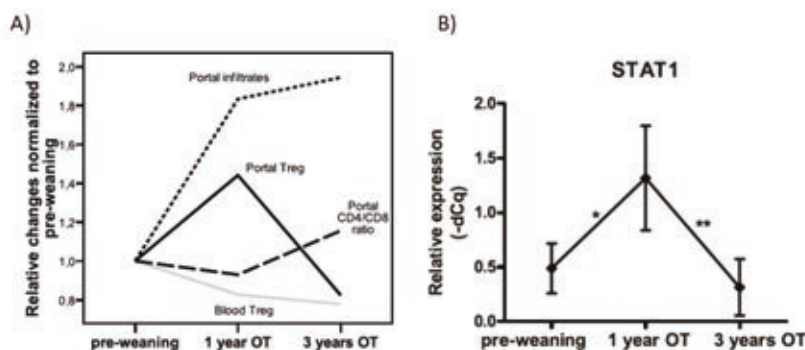 A)
Relative changes normalized to
pre-weaning
2,0
1,8
1,6
1,4
1,2
1,0
0,8
Portal infiltrates
Portal Treg
Portal
CD4/CD8
ratio
Blood Treg
pre-weaning 1 year OT 3 years OT
B)
STAT1
Relative expression
(-dCq)
2.0
1.5
1.0
0.5
0.0
*
**
pre-weaning 1 year OT 3 years OT